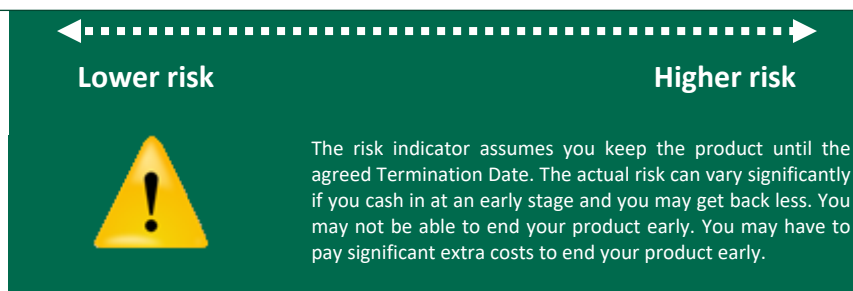 Lower risk Higher risk
The risk indicator assumes you keep the product until the
agreed Termination Date. The actual risk can vary significantly
if you cash in at an early stage and you may get back less. You
may not be able to end your product early. You may have to
pay significant extra costs to end your product early.